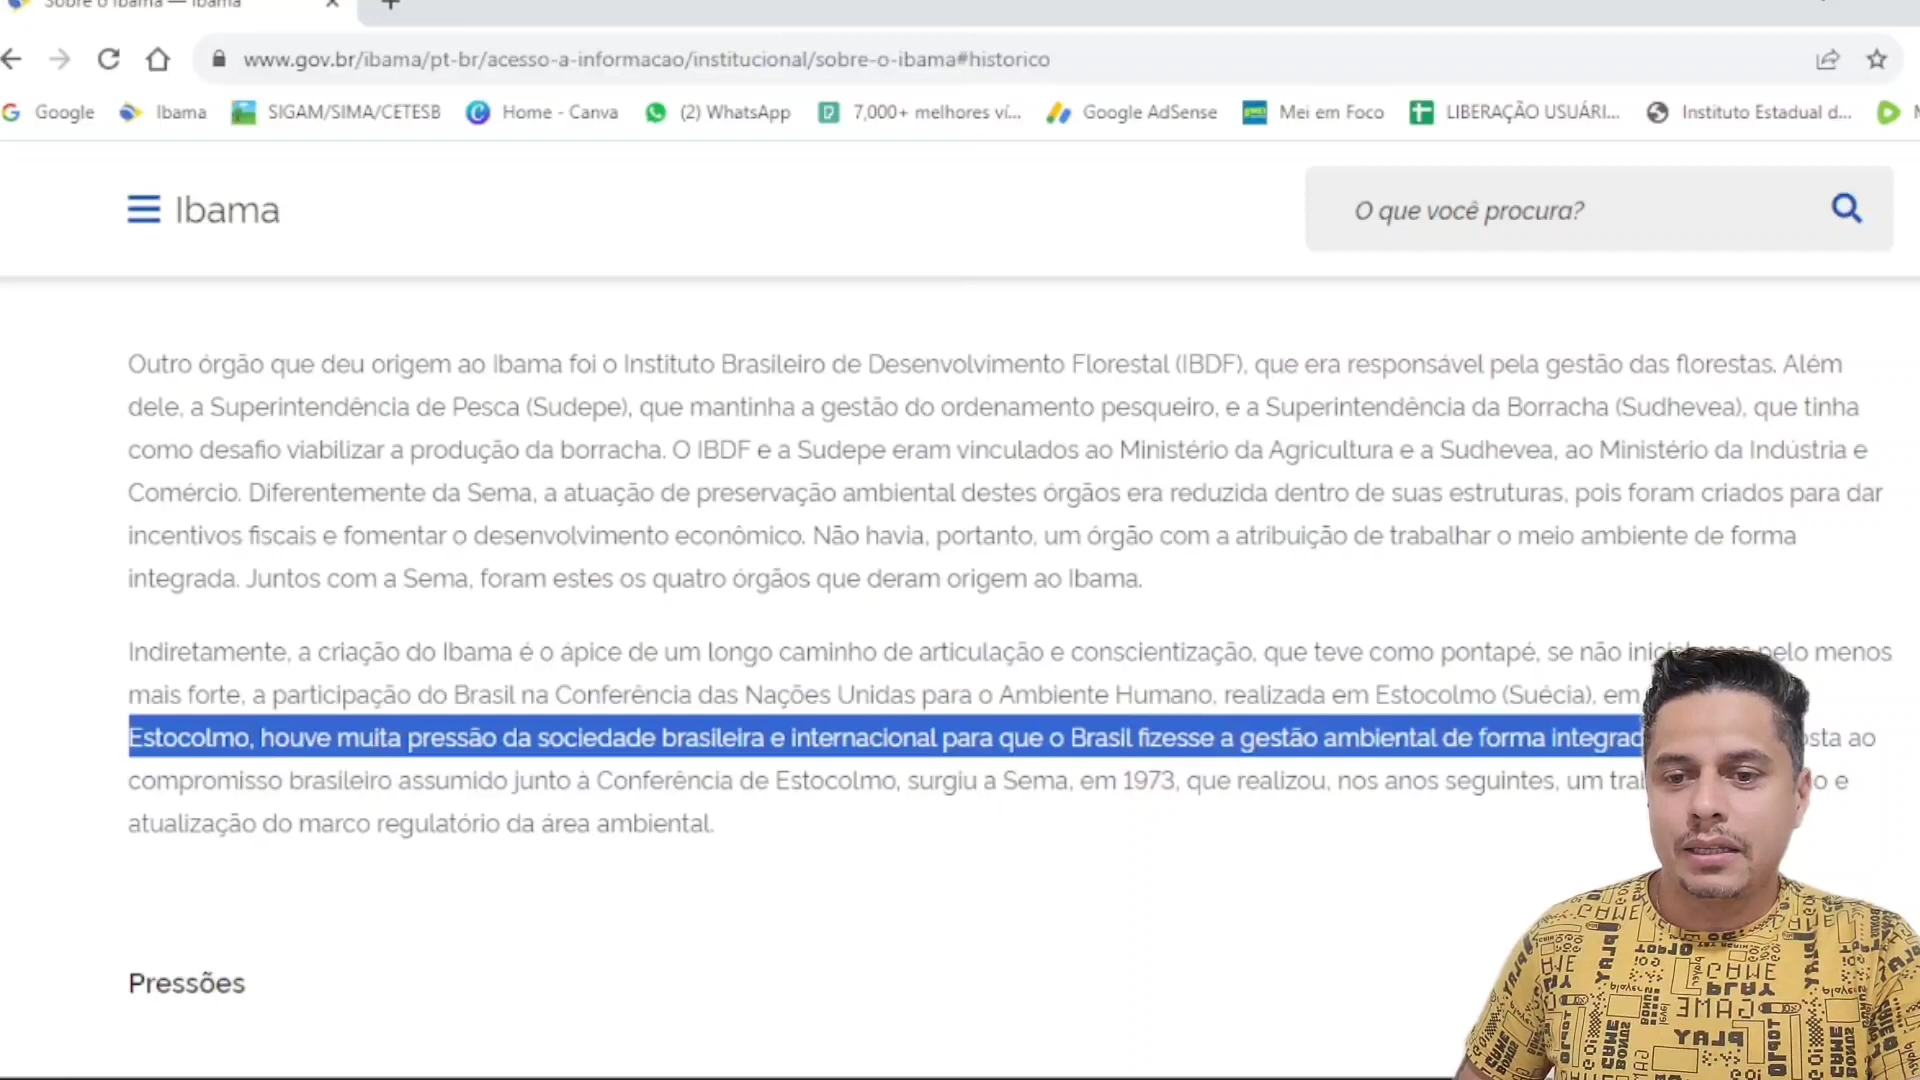 Sobre o Ibama — Ibama
www.gov.br/ibama/pt-br/acesso-a-informacao/institucional/sobre-o-ibama#historico
Google Ibama SIGAM/SIMA/CETESB Home - Canva (2) WhatsApp 7,000+ melhores ví... Google AdSense Mei em Foco LIBERAÇÃO USUÁRI... Instituto Estadual d...
Ibama
O que você procura?
Outro órgão que deu origem ao Ibama foi o Instituto Brasileiro de Desenvolvimento Florestal (IBDF), que era responsável pela gestão das florestas. Além
dele, a Superintendência de Pesca (Sudepe), que mantinha a gestão do ordenamento pesqueiro, e a Superintendência da Borracha (Sudhevea), que tinha
como desafio viabilizar a produção da borracha. O IBDF e a Sudepe eram vinculados ao Ministério da Agricultura e a Sudhevea, ao Ministério da Indústria e
Comércio. Diferentemente da Sema, a atuação de preservação ambiental destes órgãos era reduzida dentro de suas estruturas, pois foram criados para dar
incentivos fiscais e fomentar o desenvolvimento econômico. Não havia, portanto, um órgão com a atribuição de trabalhar o meio ambiente de forma
integrada. Juntos com a Sema, foram estes os quatro órgãos que deram origem ao Ibama.
Indiretamente, a criação do Ibama é o ápice de um longo caminho de articulação e conscientização, que teve como pontapé, se não pelo menos
mais forte, a participação do Brasil na Conferência das Nações Unidas para o Ambiente Humano, realizada em Estocolmo (Suécia), em
Estocolmo, houve muita pressão da sociedade brasileira e internacional para que o Brasil fizesse a gestão ambiental de forma integrad osta ao
compromisso brasileiro assumido junto à Conferência de Estocolmo, surgiu a Sema, em 1973, que realizou, nos anos seguintes, um o e
atualização do marco regulatório da área ambiental.
Pressões
GAME
PLAY
GAME
PLAY